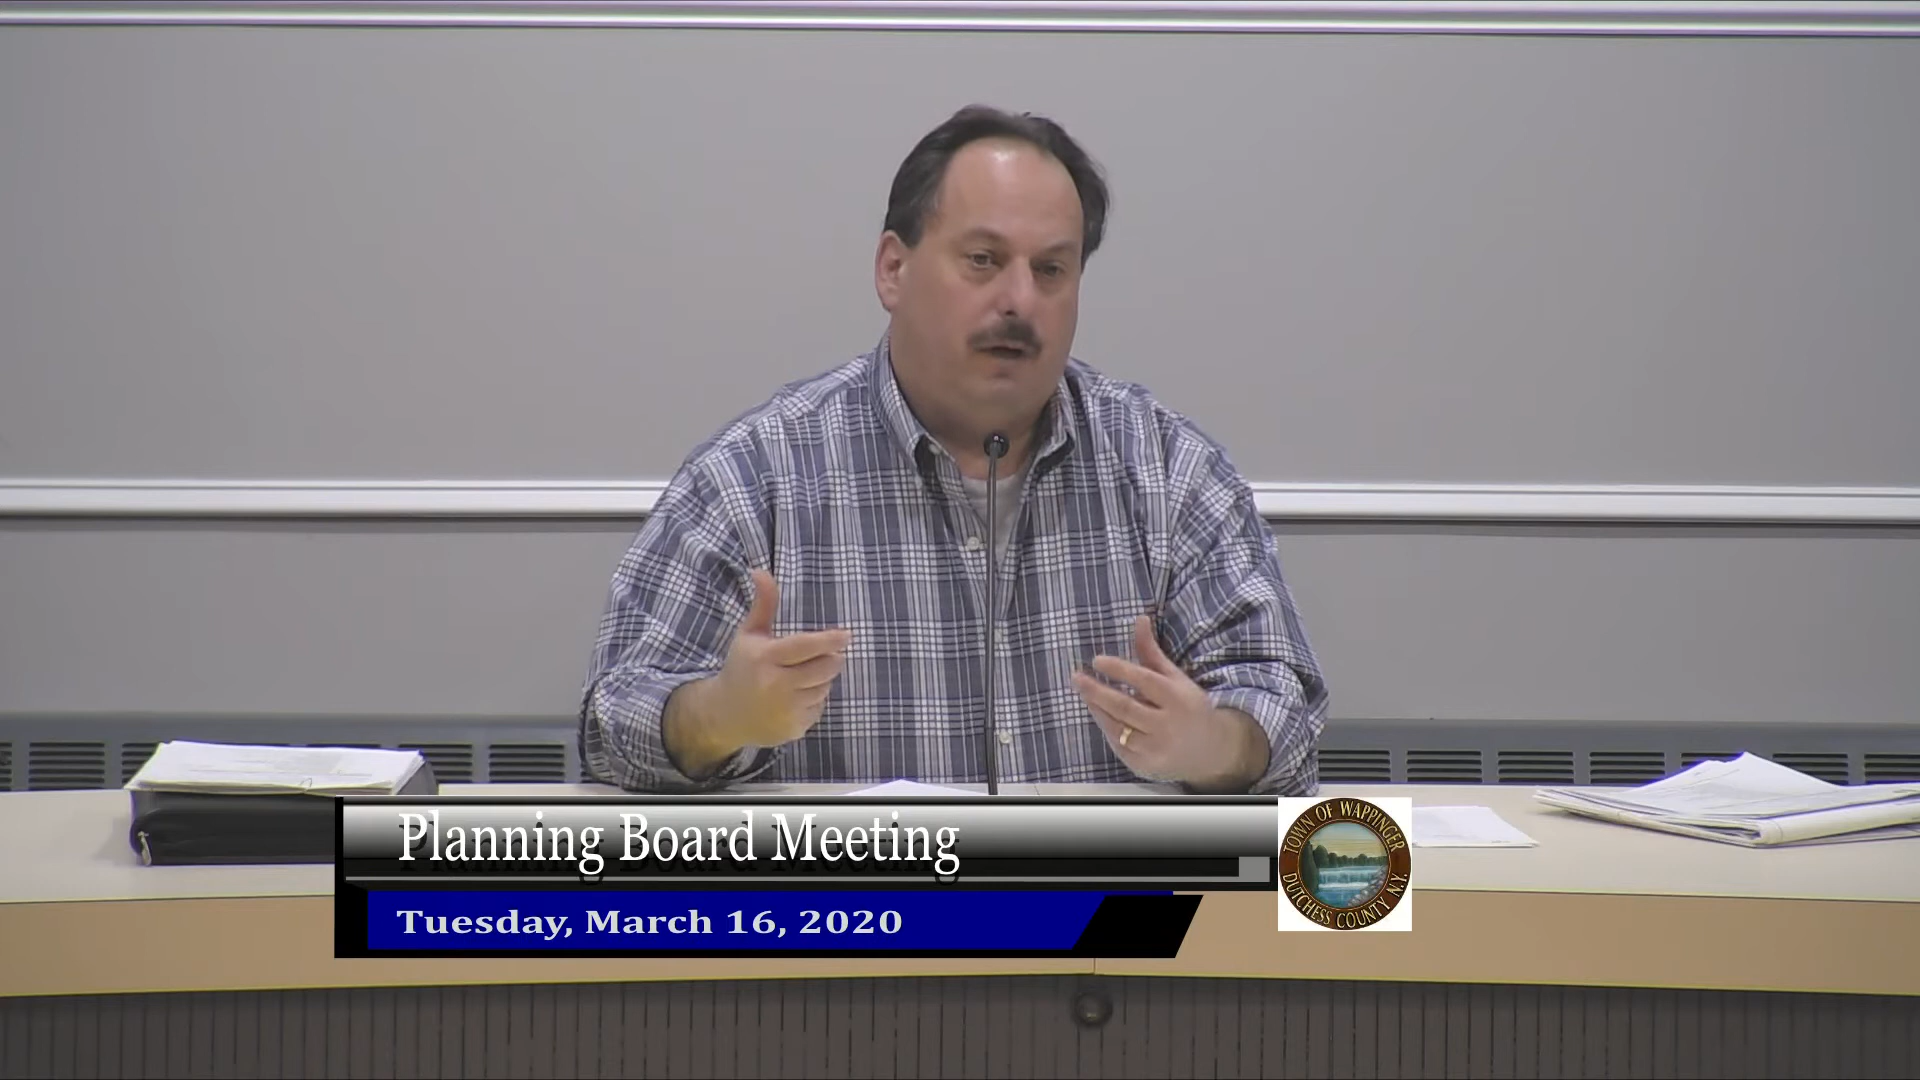 Planning Board Meeting
Tuesday, March 16, 2020
TOWN OF WAPPINGER
DUTCHESS COUNTY N.Y.